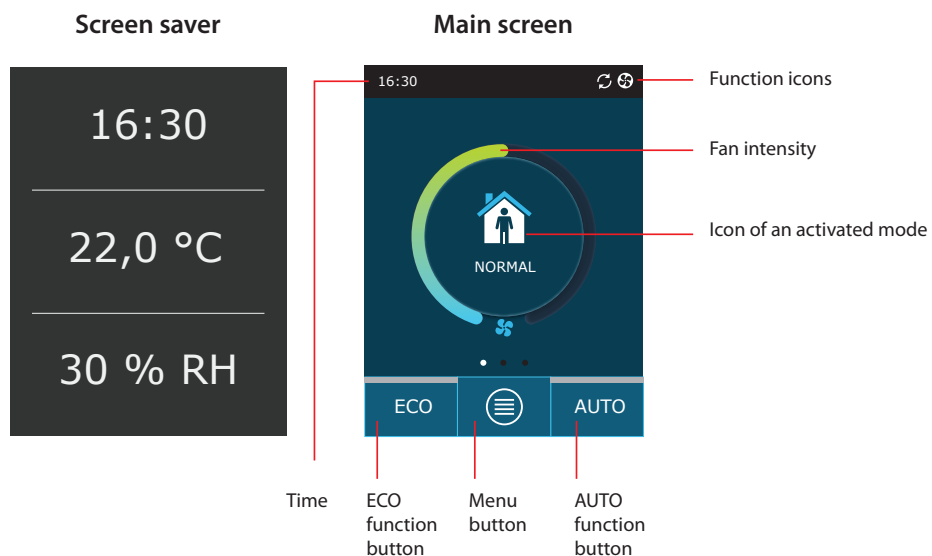 Screen saver
Main screen
16:30
22,0 °C
30 % RH
16:30
NORMAL
ECO
AUTO
Function icons
Fan intensity
Icon of an activated mode
Time
ECO
function
button
Menu
button
AUTO
function
button